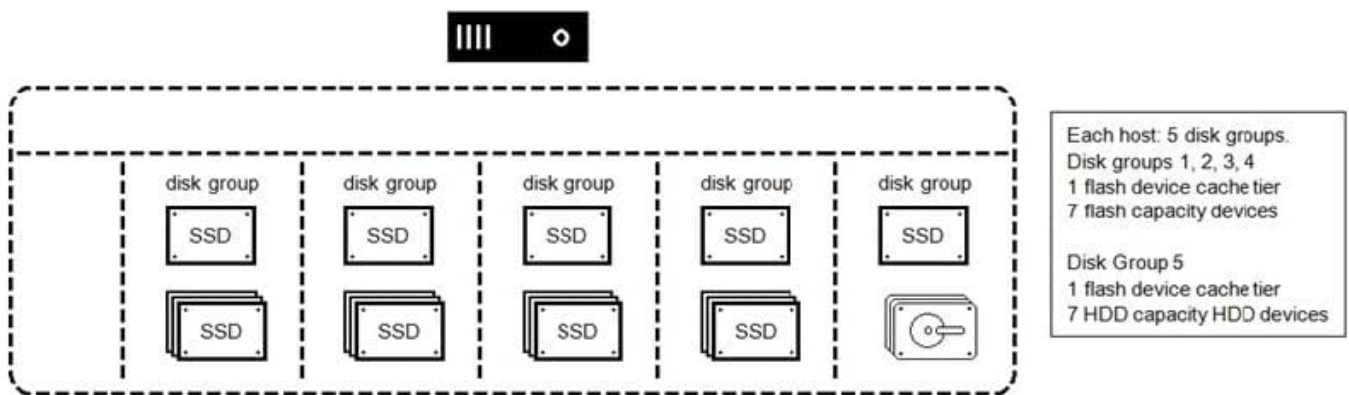 disk group
disk group
disk group
disk group
disk group
SSD
SSD
SSD
SSD
SSD
SSD
SSD
SSD
SSD
Each host: 5 disk groups.
Disk groups 1, 2, 3, 4
1 flash device cache tier
7 flash capacity devices
Disk Group 5
1 flash device cache tier
7 HDD capacity HDD devices